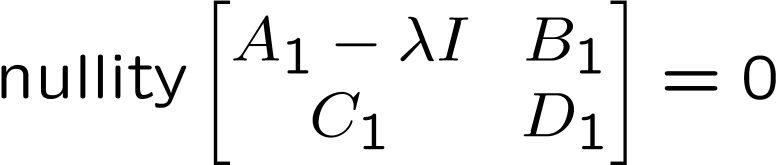 nullity [A₁ − λI B₁
C₁ D₁] = 0